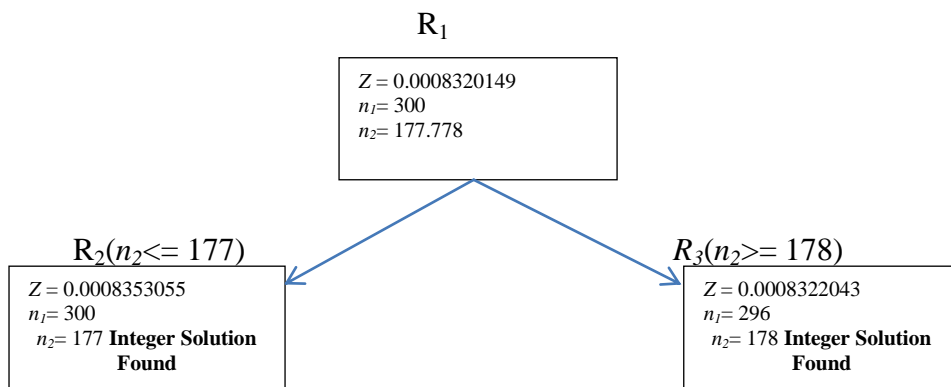 R₁
Z = 0.0008320149
n₁= 300
n₂= 177.778
R₂(n₂<= 177)
Z = 0.0008353055
n₁= 300
n₂= 177 Integer Solution
Found
R₃(n₂>= 178)
Z = 0.0008322043
n₁= 296
n₂= 178 Integer Solution
Found